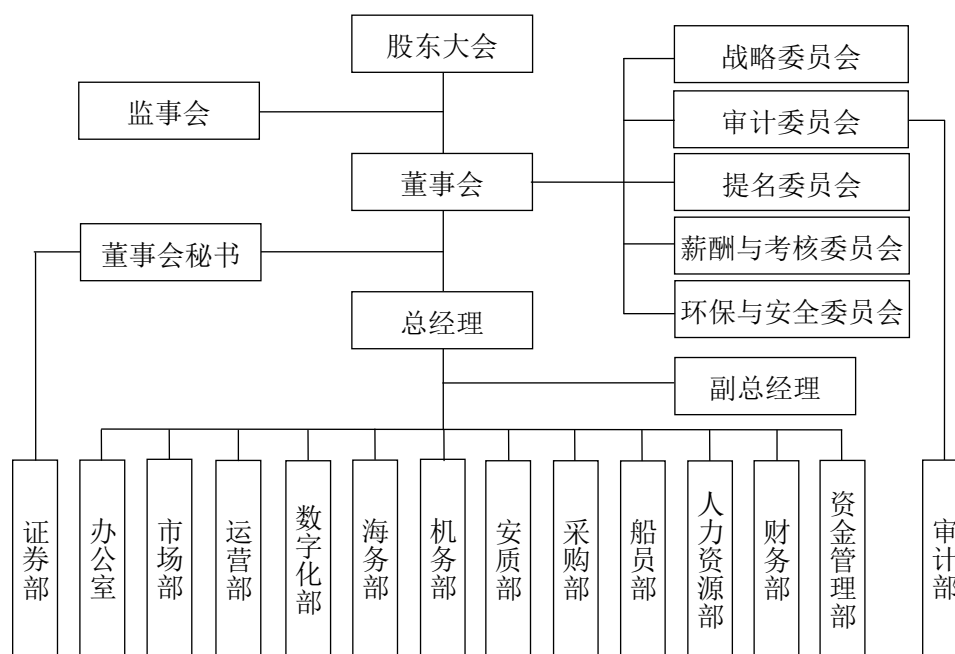 股东大会
战略委员会
监事会
审计委员会
董事会
提名委员会
董事会秘书
薪酬与考核委员会
总经理
环保与安全委员会
副总经理
证券部
办公室
市场部
运营部
数字化部
海务部
机务部
安质部
采购部
船员部
人力资源部
财务部
资金管理部
审计部